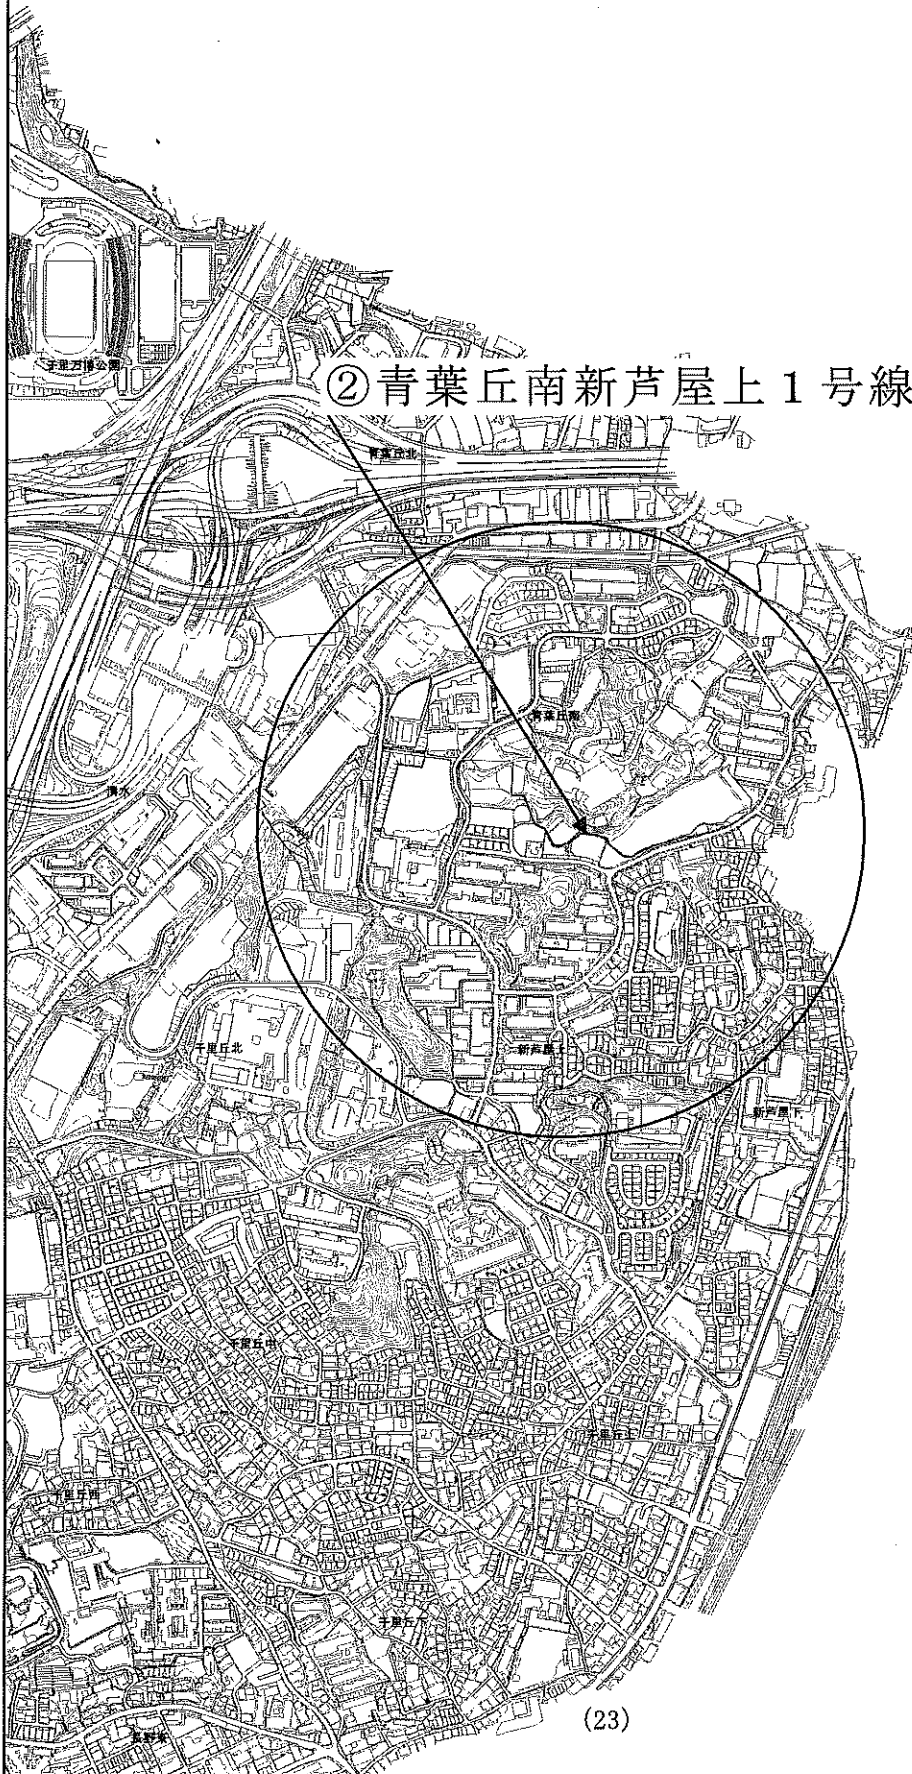 千里万博公園
②青葉丘南新芦屋上1号線
青葉丘北
青葉丘南
清水
千里丘北
新芦屋上
新芦屋下
千里丘中
千里丘上
千里丘西
千里丘下
長野東
(23)